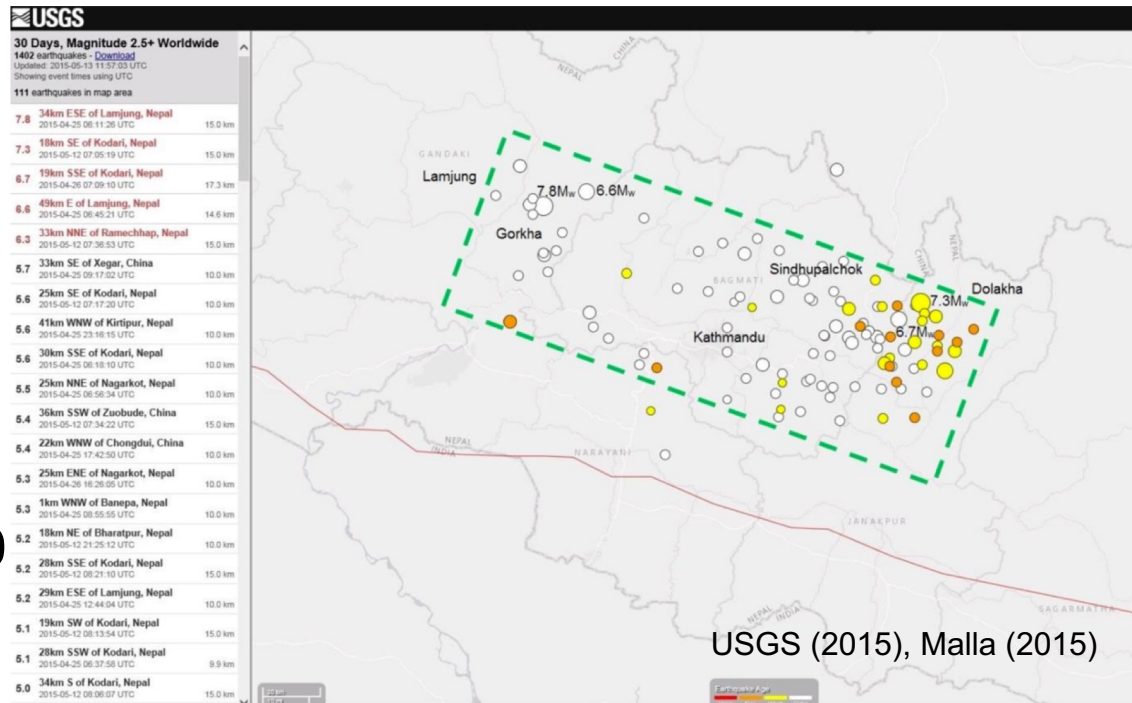 USGS
30 Days, Magnitude 2.5+ Worldwide
1402 earthquakes - Download
Updated: 2015-05-13 11:57:03 UTC
Showing event times using UTC
111 earthquakes in map area
7.8 34km ESE of Lamjung, Nepal
2015-04-25 06:11:26 UTC 15.0 km
7.3 18km SE of Kodari, Nepal
2015-05-12 07:05:19 UTC 15.0 km
6.7 19km SSE of Kodari, Nepal
2015-04-26 07:09:10 UTC 17.3 km
6.6 49km E of Lamjung, Nepal
2015-04-25 06:45:21 UTC 14.6 km
6.3 33km NNE of Ramechhap, Nepal
2015-05-12 07:36:53 UTC 15.0 km
5.7 33km SE of Xegar, China
2015-04-25 09:17:02 UTC 10.0 km
5.6 25km SE of Kodari, Nepal
2015-05-12 07:17:20 UTC 10.0 km
5.6 41km WNW of Kirtipur, Nepal
2015-04-25 23:16:15 UTC 10.0 km
5.6 30km SSE of Kodari, Nepal
2015-04-25 06:18:10 UTC 10.0 km
5.5 25km NNE of Nagarkot, Nepal
2015-04-25 06:56:34 UTC 10.0 km
5.4 36km SSW of Zuobude, China
2015-05-12 07:34:22 UTC 15.0 km
5.4 22km WNW of Chongdui, China
2015-04-25 17:42:50 UTC 10.0 km
5.3 25km ENE of Nagarkot, Nepal
2015-04-26 16:26:05 UTC 10.0 km
5.3 1km WNW of Banepa, Nepal
2015-04-25 08:55:55 UTC 10.0 km
5.2 18km NE of Bharatpur, Nepal
2015-05-12 21:25:12 UTC 10.0 km
5.2 28km SSE of Kodari, Nepal
2015-05-12 08:21:10 UTC 15.0 km
5.2 29km ESE of Lamjung, Nepal
2015-04-25 12:44:04 UTC 10.0 km
5.1 19km SW of Kodari, Nepal
2015-05-12 08:13:54 UTC 15.0 km
5.1 28km SSW of Kodari, Nepal
2015-04-25 06:37:58 UTC 9.9 km
5.0 34km S of Kodari, Nepal
2015-05-12 08:06:07 UTC 15.0 km
CHINA
NEPAL
GANDAKI
Lamjung
7.8Mw 6.6Mw
Gorkha
NEPAL
CHINA
Sindhupalchok
BAGMATI
Dolakha
7.3Mw
6.7Mw
Kathmandu
NEPAL
INDIA
NARAYANI
JANAKPUR
NEPAL
INDIA
SAGARMATHA
USGS (2015), Malla (2015)
Earthquake Age